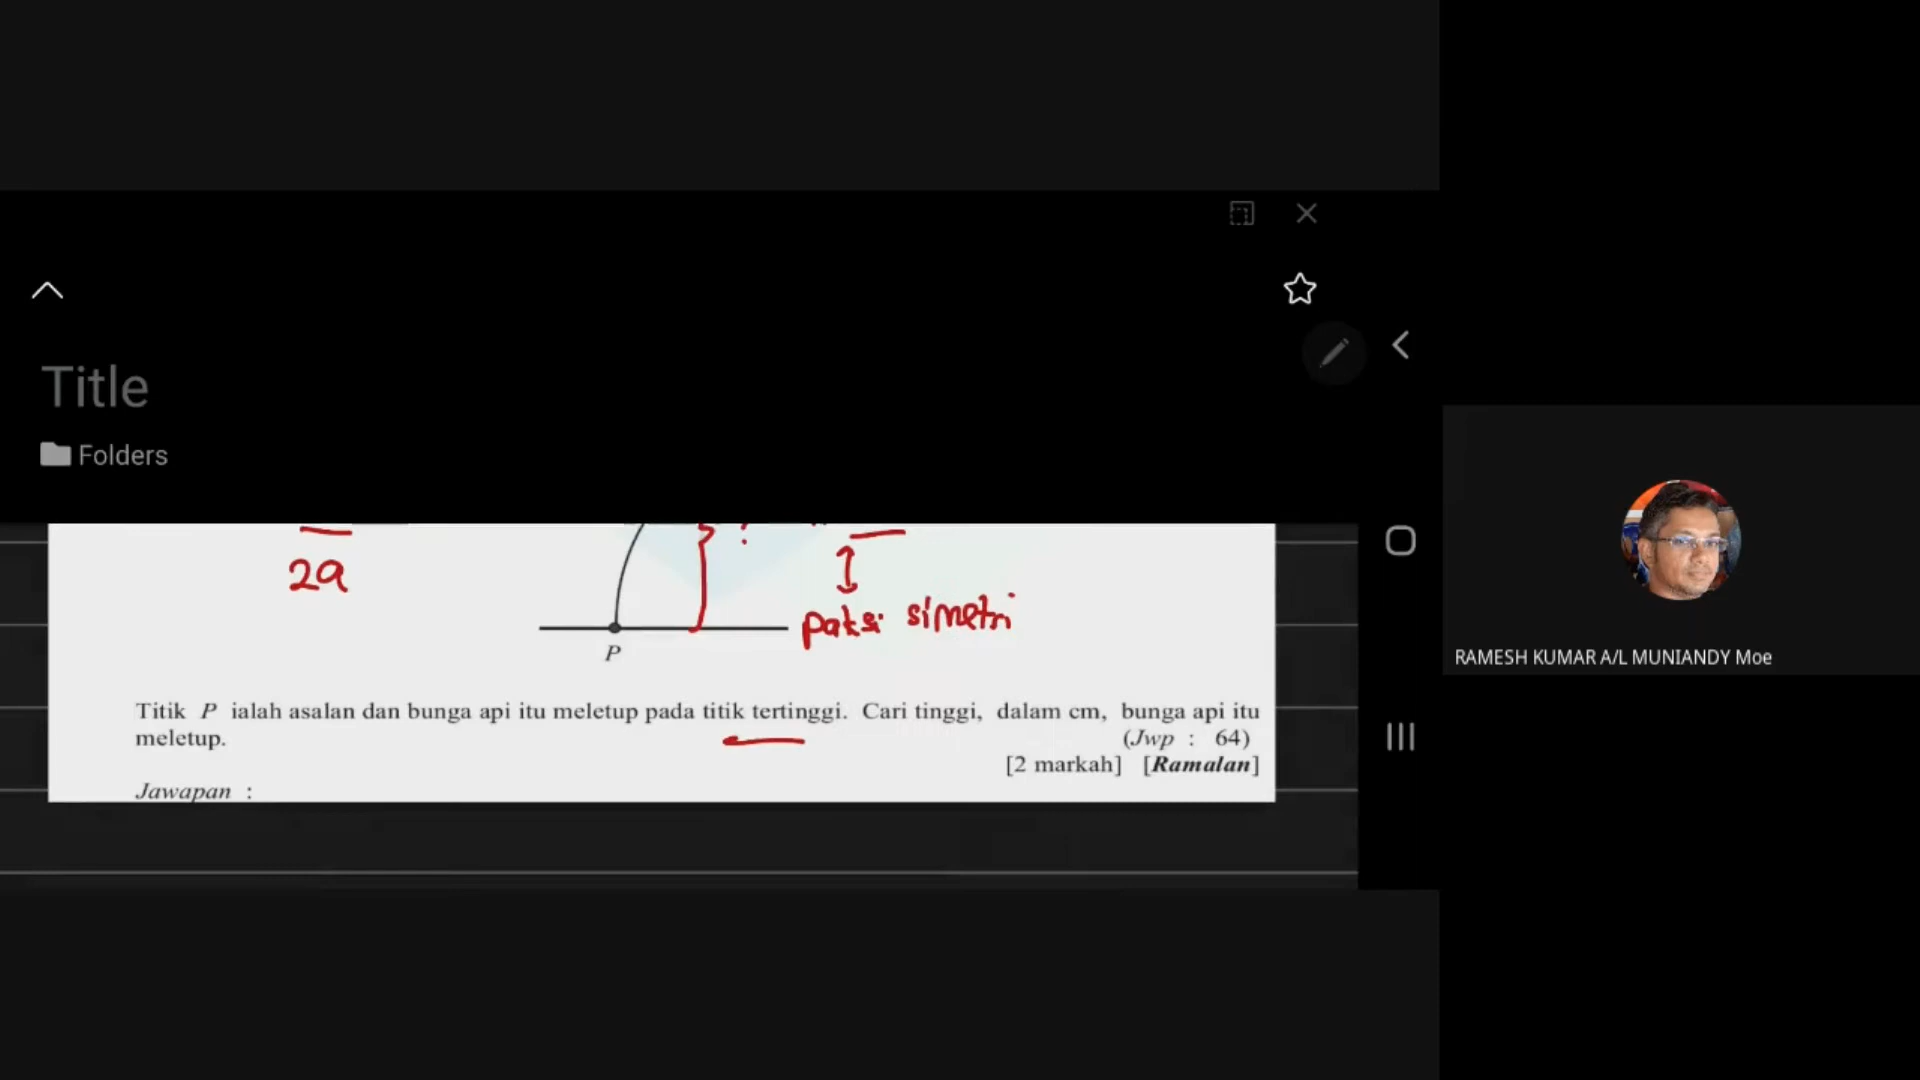 Title
Folders
?
2a
paksi simetri
P
RAMESH KUMAR A/L MUNIANDY Moe
Titik P ialah asalan dan bunga api itu meletup pada titik tertinggi. Cari tinggi, dalam cm, bunga api itu
meletup. (Jwp : 64)
[2 markah] [Ramalan]
Jawapan :